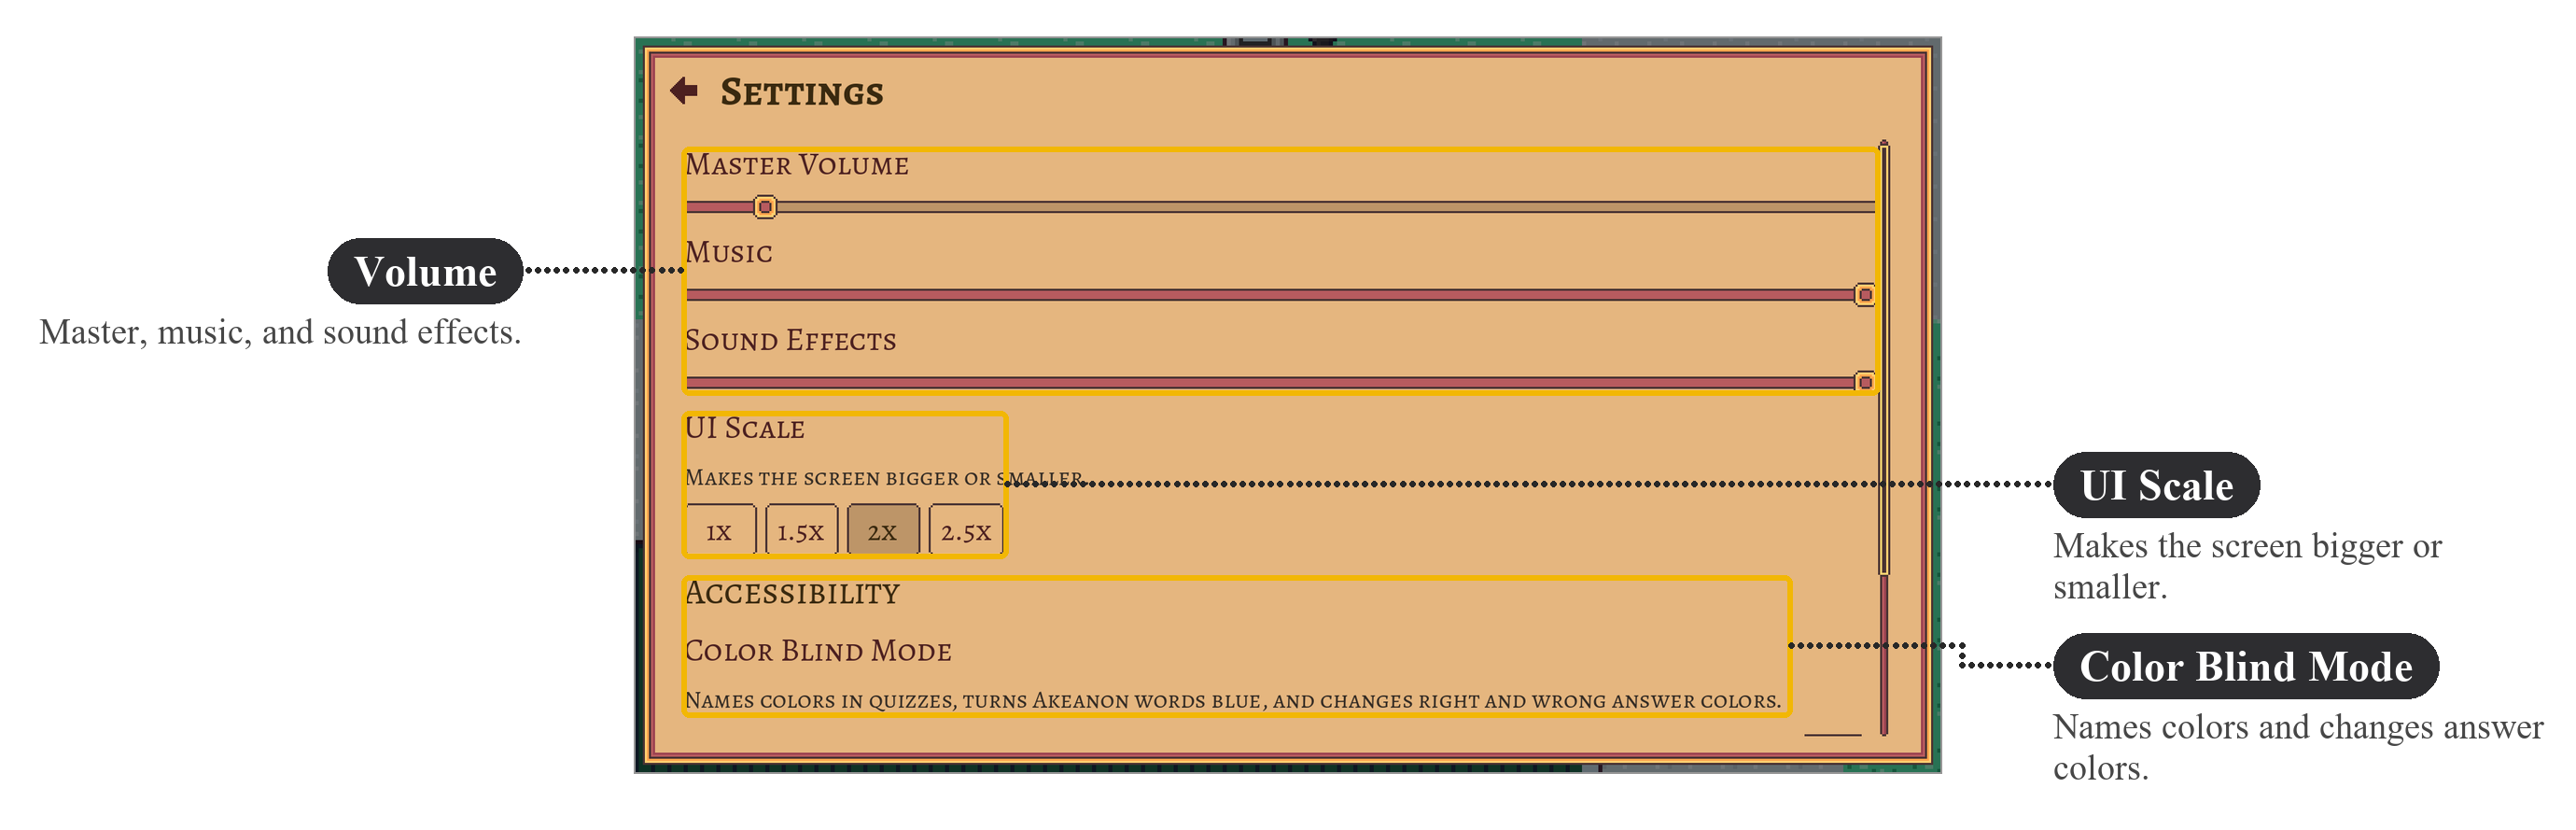 Settings
Master Volume
Music
Sound Effects
UI Scale
Makes the screen bigger or smaller.
1x 1.5x 2x 2.5x
Accessibility
Color Blind Mode
Names colors in quizzes, turns Akeanon words blue, and changes right and wrong answer colors.
Volume
Master, music, and sound effects.
UI Scale
Makes the screen bigger or
smaller.
Color Blind Mode
Names colors and changes answer
colors.